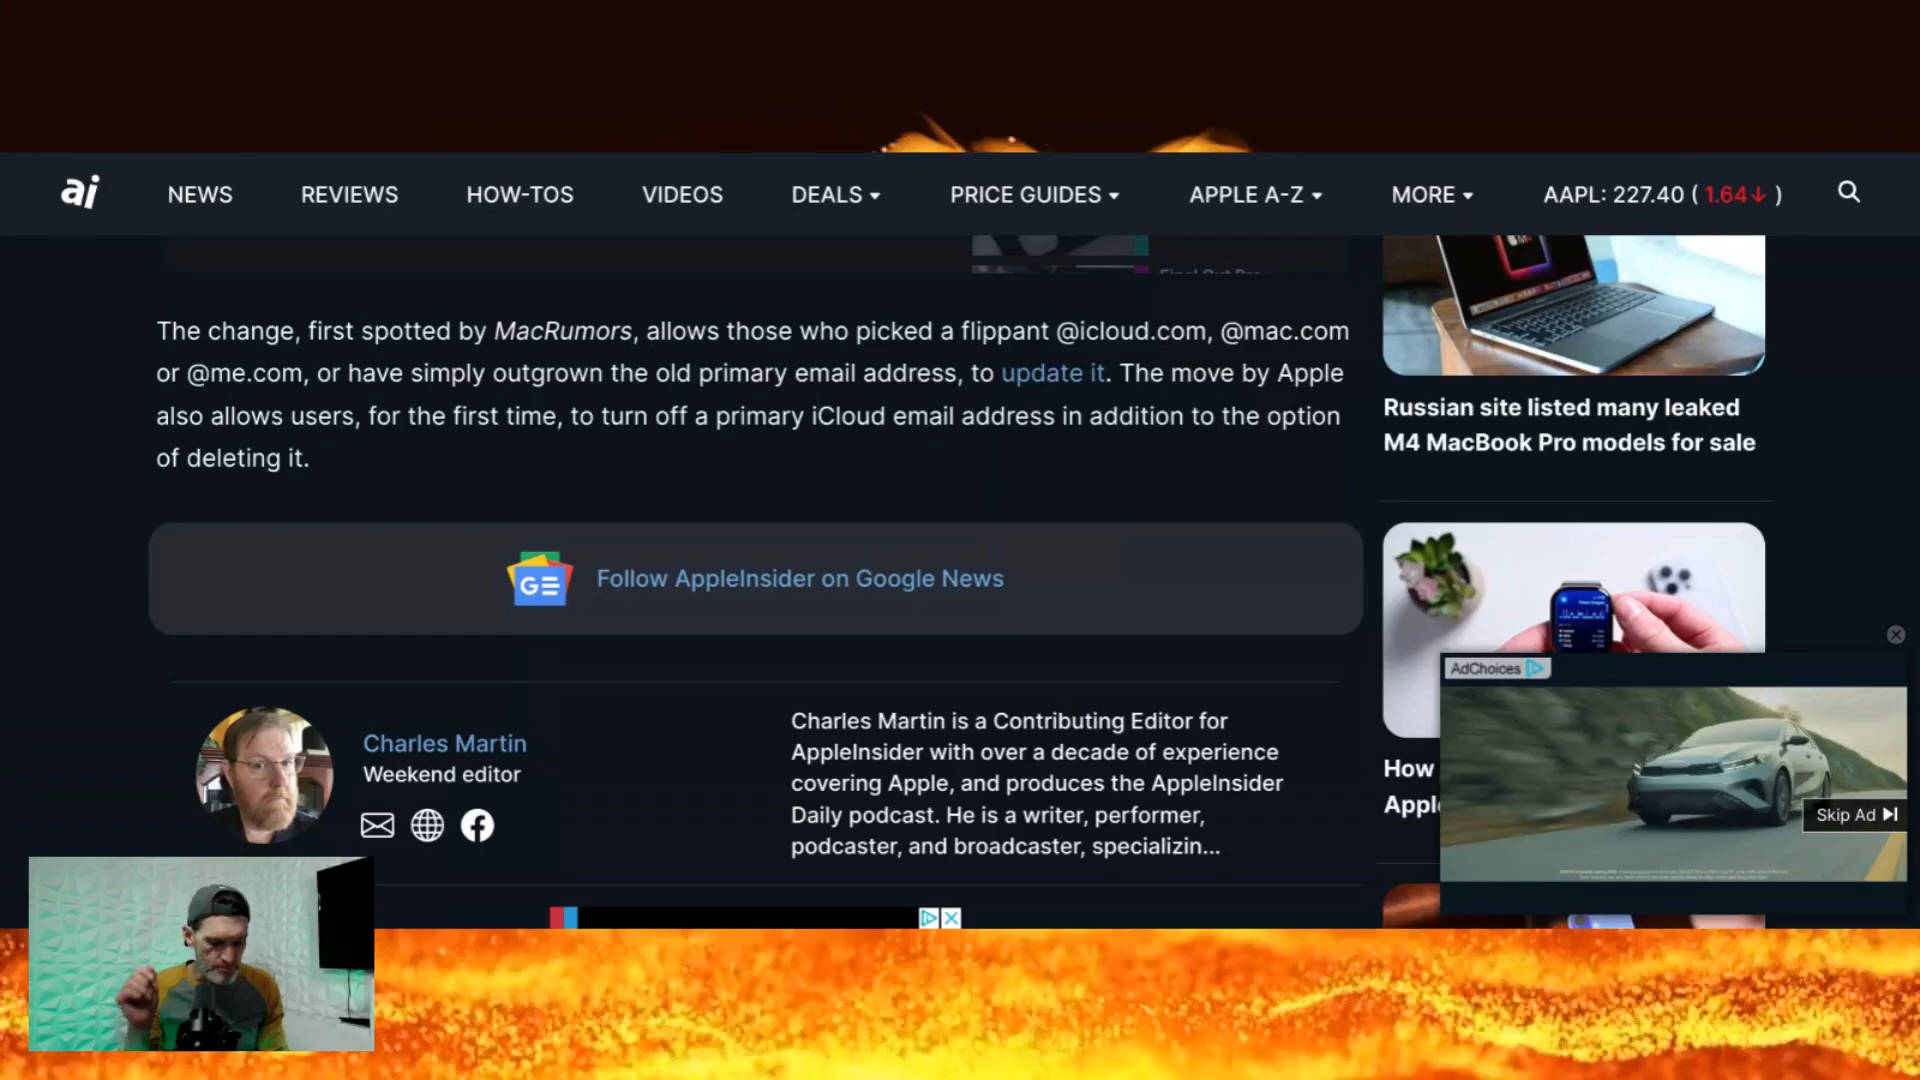 ai
NEWS
REVIEWS
HOW-TOS
VIDEOS
DEALS
PRICE GUIDES
APPLE A-Z
MORE
AAPL: 227.40 ( 1.64↓ )
The change, first spotted by MacRumors, allows those who picked a flippant @icloud.com, @mac.com
or @me.com, or have simply outgrown the old primary email address, to update it. The move by Apple
also allows users, for the first time, to turn off a primary iCloud email address in addition to the option
of deleting it.
Follow AppleInsider on Google News
Charles Martin
Weekend editor
Charles Martin is a Contributing Editor for
AppleInsider with over a decade of experience
covering Apple, and produces the AppleInsider
Daily podcast. He is a writer, performer,
podcaster, and broadcaster, specializin...
Russian site listed many leaked
M4 MacBook Pro models for sale
How
AdChoices
Skip Ad